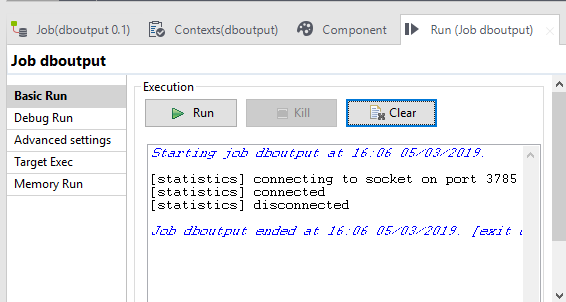 Job(dboutput 0.1) Contexts(dboutput) Component Run (Job dboutput)
Job dboutput
Basic Run
Debug Run
Advanced settings
Target Exec
Memory Run
Execution
Run Kill Clear
Starting job dboutput at 16:06 05/03/2019.
[statistics] connecting to socket on port 3785
[statistics] connected
[statistics] disconnected
Job dboutput ended at 16:06 05/03/2019. [exit